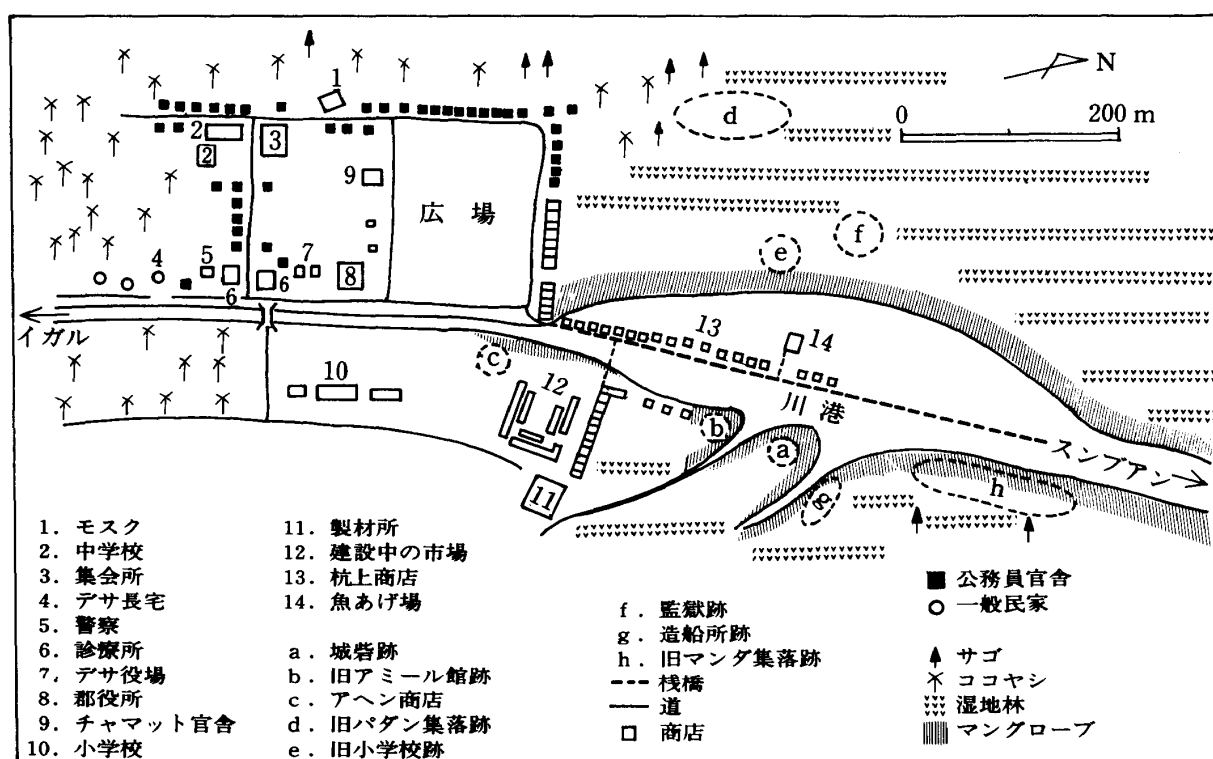 1
d
N
0 200 m
2
3
2
9
広場
f
e
4
5
7
6
6
8
イガル
13
14
c
10
12
川港
b
a
スンブアン
11
g
h
1. モスク
2. 中学校
3. 集会所
4. デサ長宅
5. 警察
6. 診療所
7. デサ役場
8. 郡役所
9. チャマット官舎
10. 小学校
11. 製材所
12. 建設中の市場
13. 杭上商店
14. 魚あげ場
a. 城砦跡
b. 旧アミール館跡
c. アヘン商店
d. 旧パダン集落跡
e. 旧小学校跡
f. 監獄跡
g. 造船所跡
h. 旧マンダ集落跡
桟橋
道
商店
公務員官舎
一般民家
サゴ
ココヤシ
湿地林
マングローブ